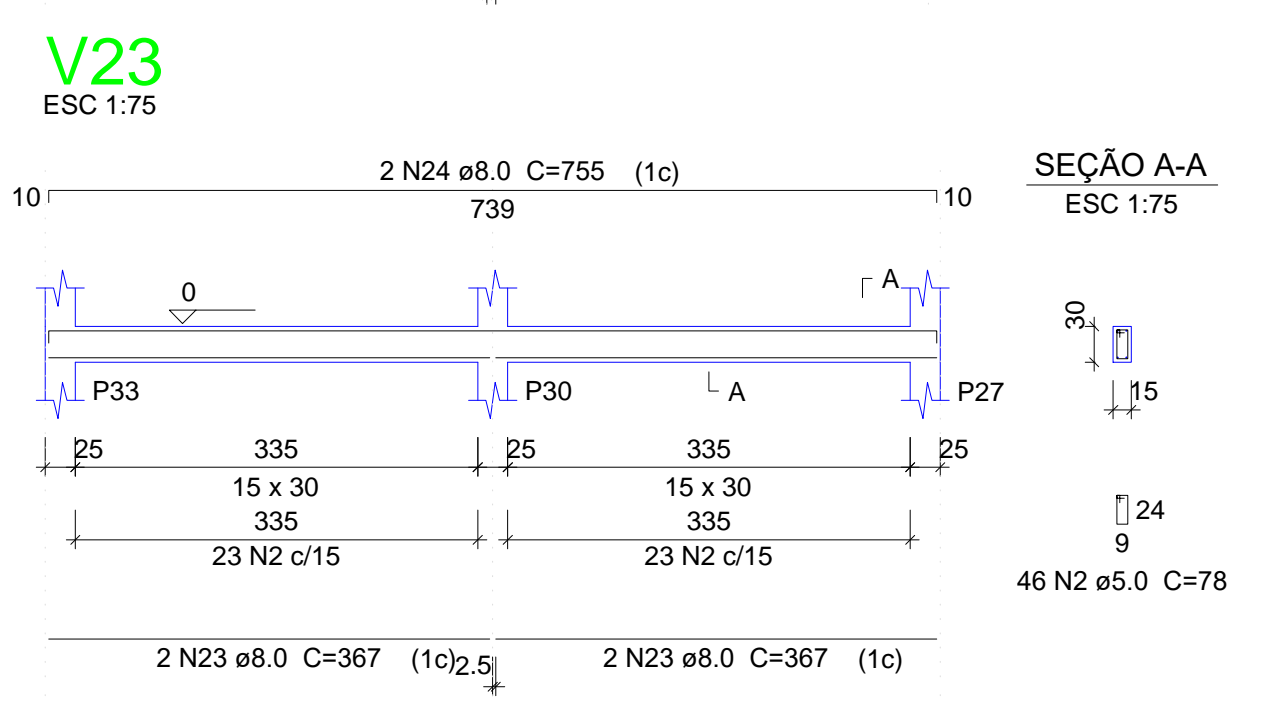 V23
ESC 1:75
2 N24 ø8.0 C=755 (1c)
10 10
739
SEÇÃO A-A
ESC 1:75
0
A
30
P33 P30 A P27
15
25 335 25 335 25
15 x 30 15 x 30
335 335
23 N2 c/15 23 N2 c/15
24
9
46 N2 ø5.0 C=78
2 N23 ø8.0 C=367 (1c) 2.5 2 N23 ø8.0 C=367 (1c)